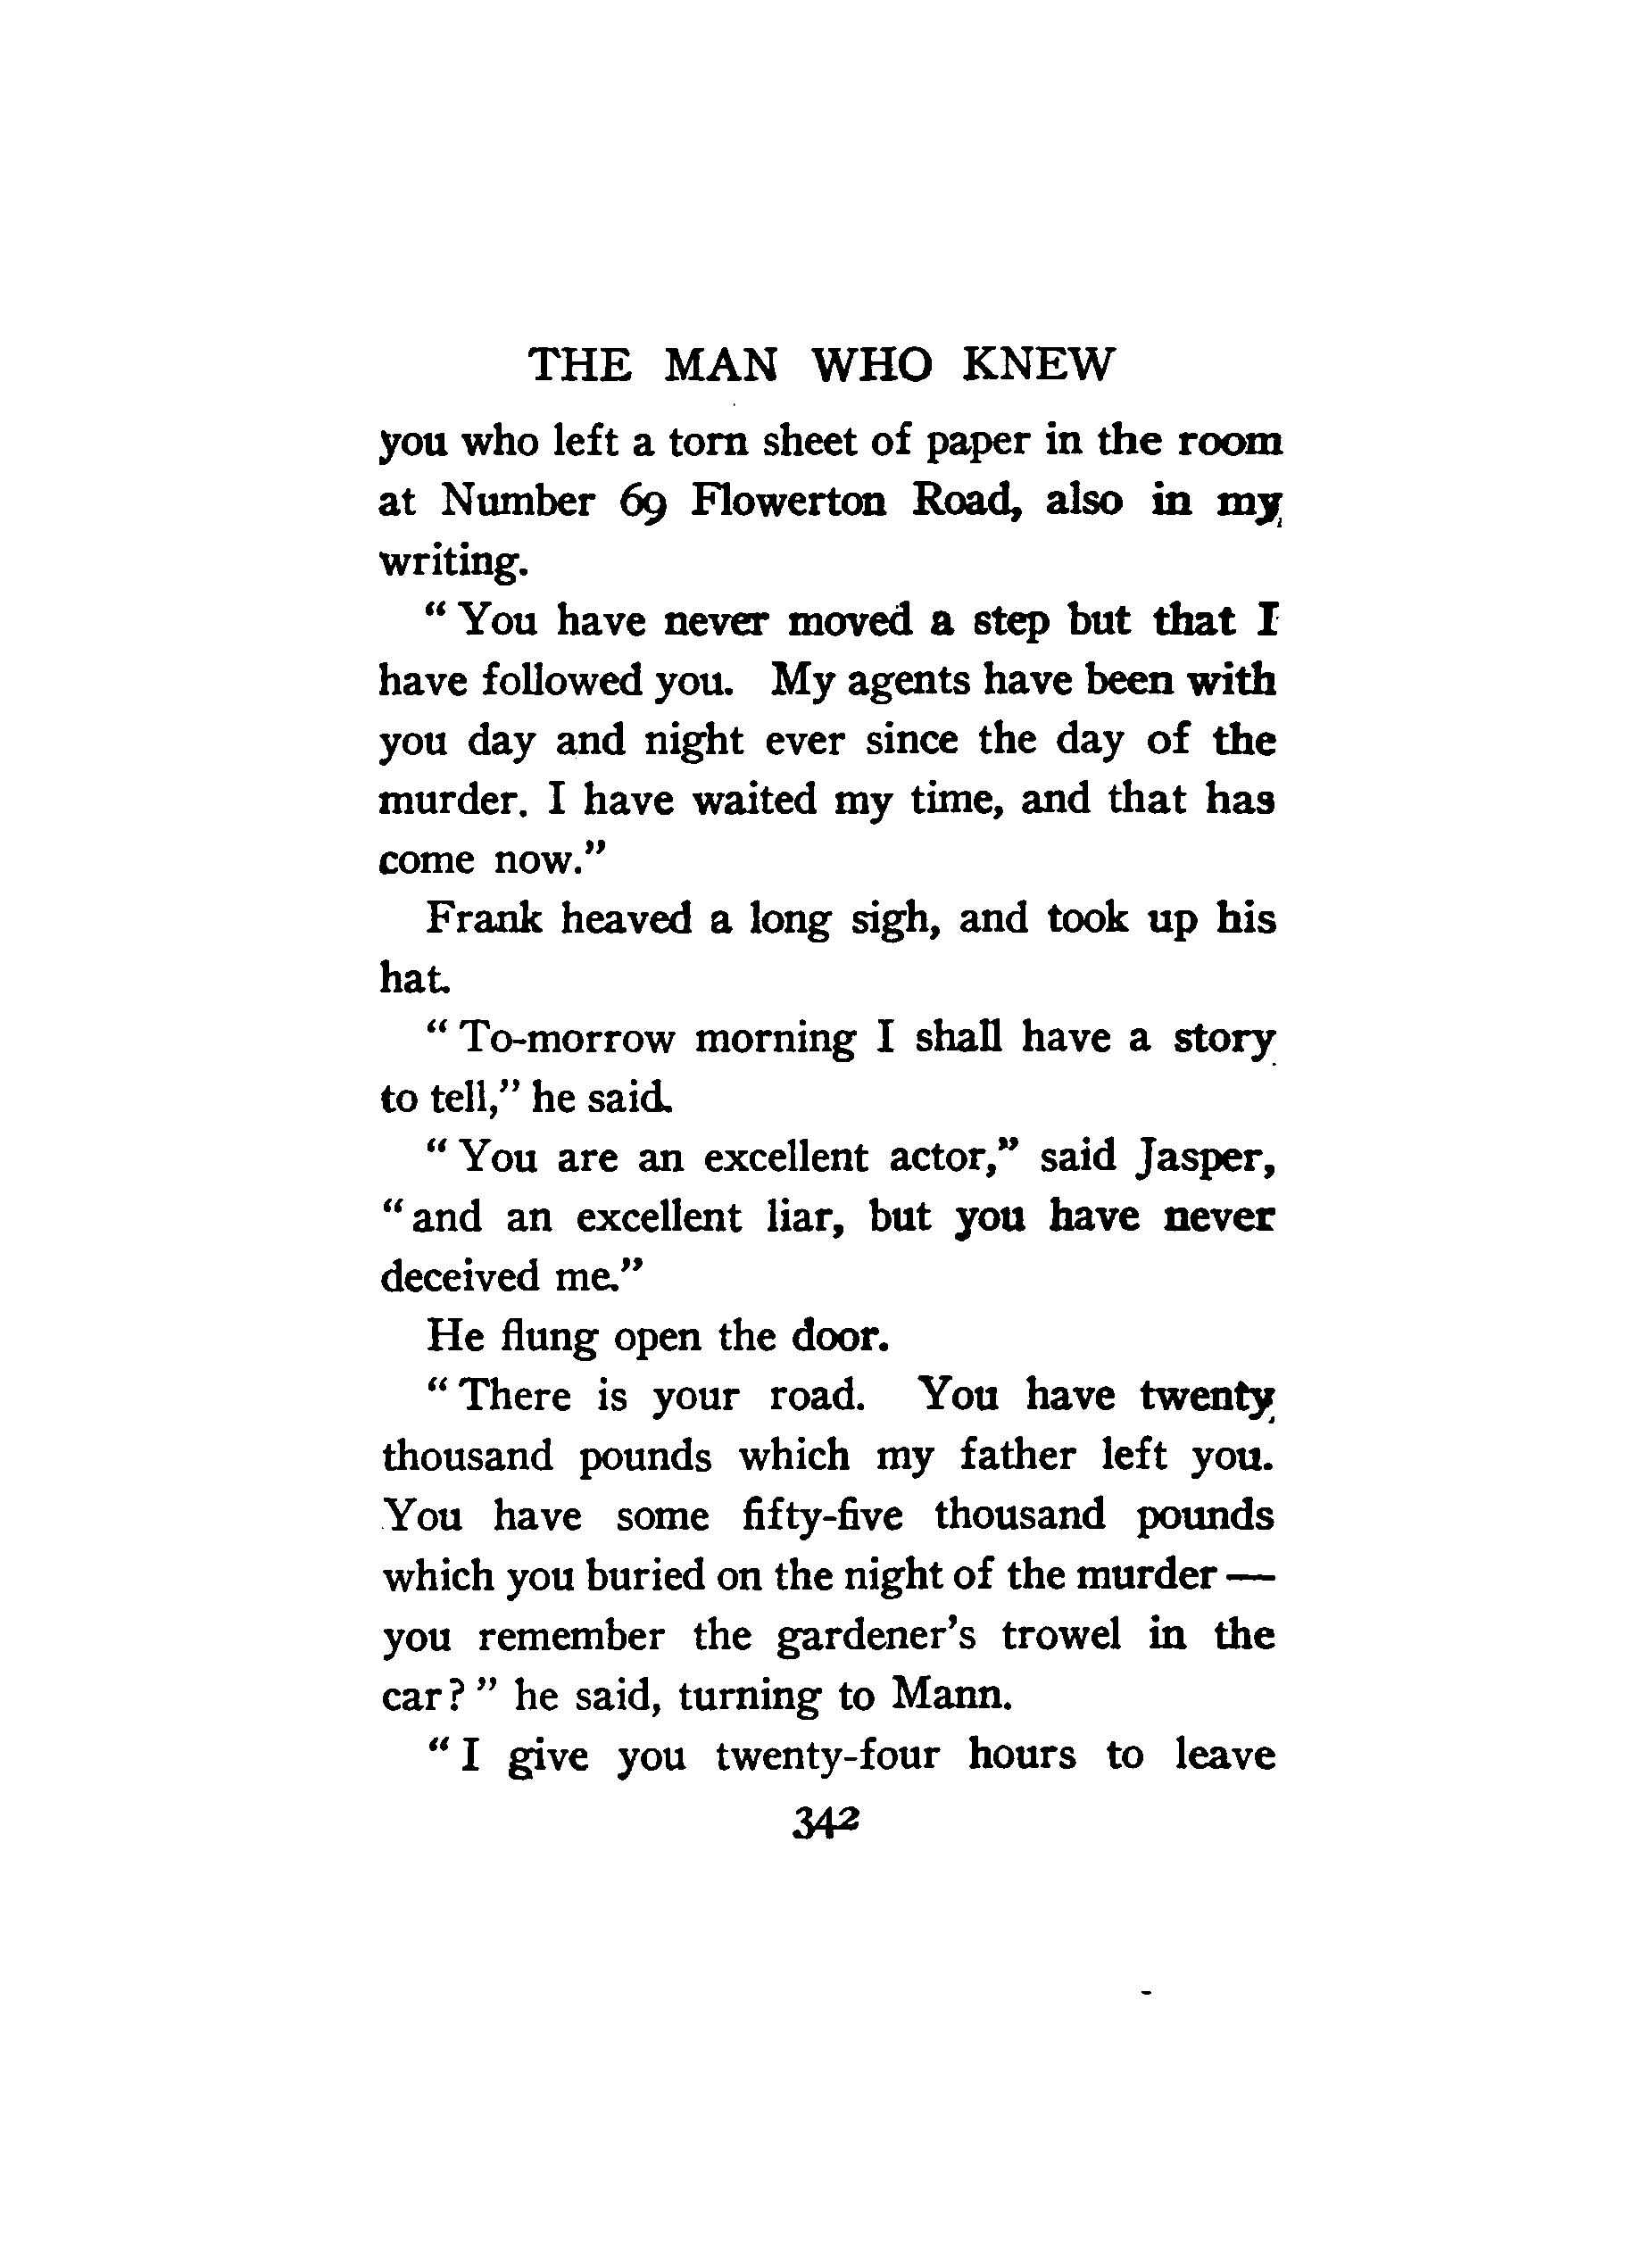 THE MAN WHO KNEW
you who left a torn sheet of paper in the room
at Number 69 Flowerton Road, also in my
writing.
“ You have never moved a step but that I
have followed you. My agents have been with
you day and night ever since the day of the
murder. I have waited my time, and that has
come now.”
Frank heaved a long sigh, and took up his
hat.
“ To-morrow morning I shall have a story
to tell,” he said.
“ You are an excellent actor,” said Jasper,
“ and an excellent liar, but you have never
deceived me.”
He flung open the door.
“ There is your road. You have twenty
thousand pounds which my father left you.
You have some fifty-five thousand pounds
which you buried on the night of the murder —
you remember the gardener’s trowel in the
car? ” he said, turning to Mann.
“ I give you twenty-four hours to leave
342